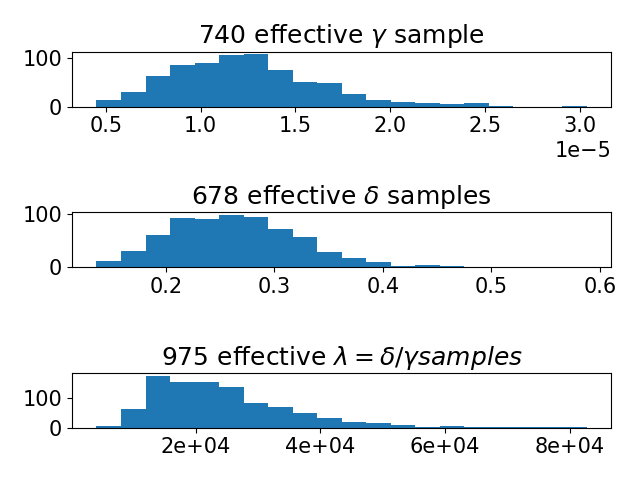 740 effective γ sample
100
0
0.5 1.0 1.5 2.0 2.5 3.0
1e−5
678 effective δ samples
100
0
0.2 0.3 0.4 0.5 0.6
975 effective λ = δ/γsamples
100
0
2e+04 4e+04 6e+04 8e+04